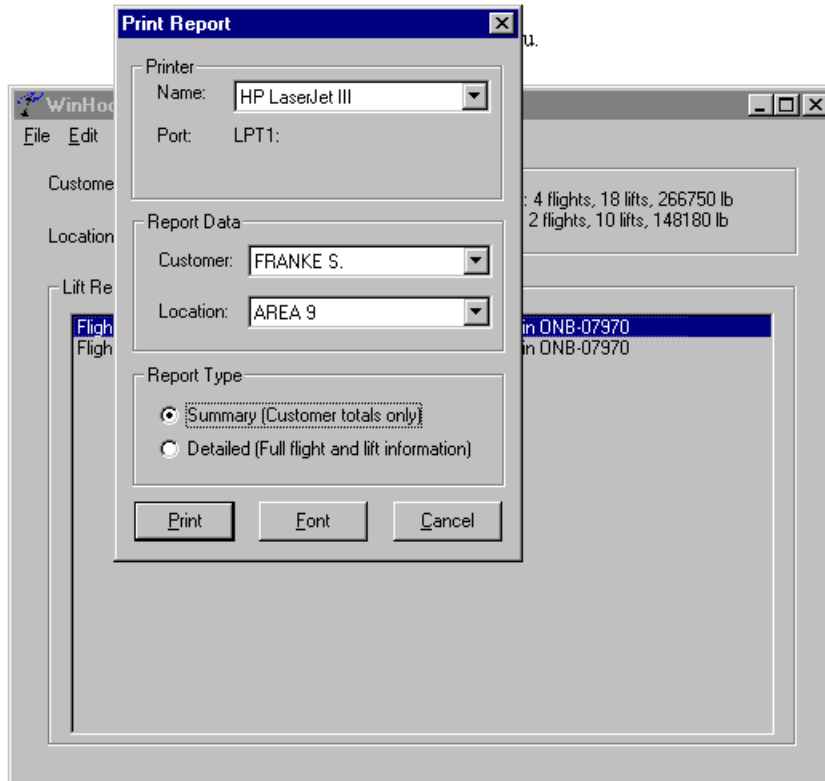 Print Report
u.
Printer
Name: HP LaserJet III
Port: LPT1:
WinHoo
File Edit
Custome
: 4 flights, 18 lifts, 266750 lb
2 flights, 10 lifts, 148180 lb
Location
Report Data
Customer: FRANKE S.
Location: AREA 9
Lift Re
Fligh in ONB-07970
Fligh in ONB-07970
Report Type
Summary (Customer totals only)
Detailed (Full flight and lift information)
Print Font Cancel